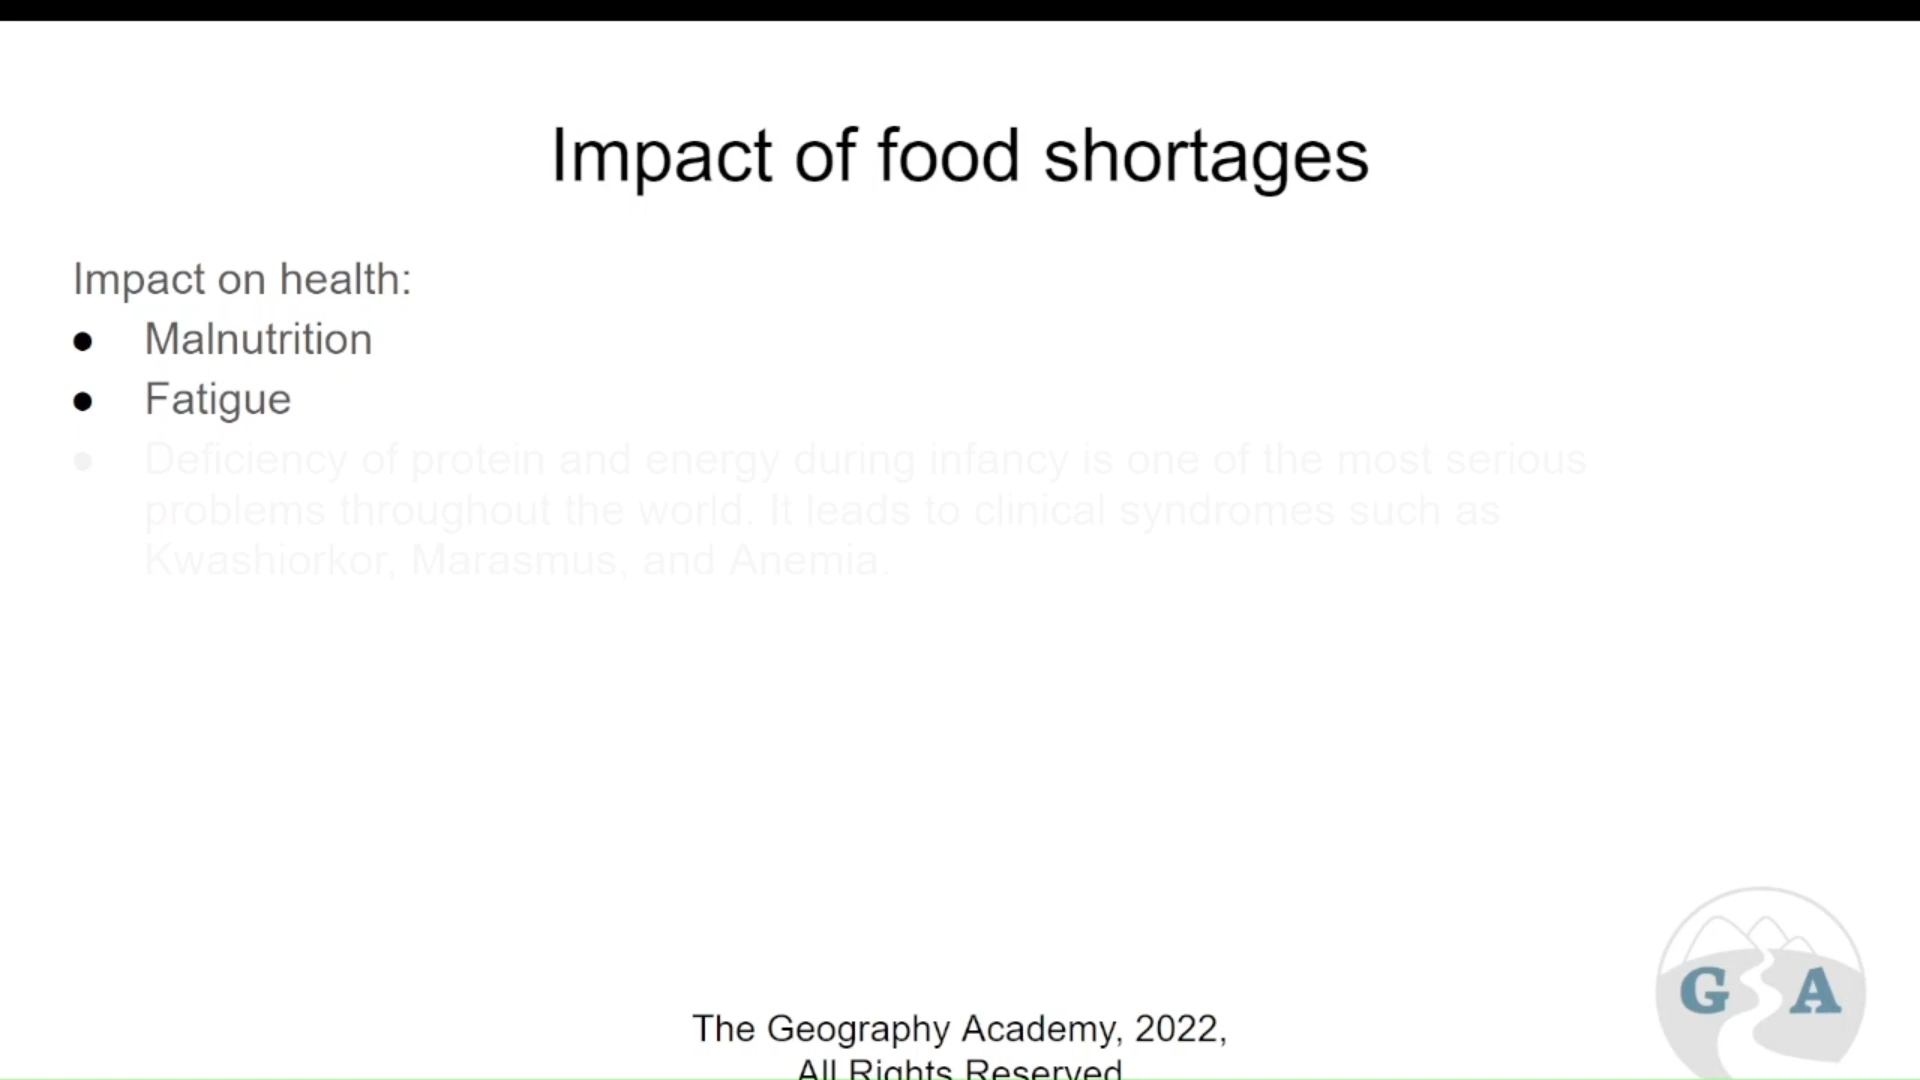 Impact of food shortages
Impact on health:
● Malnutrition
● Fatigue
● Deficiency of protein and energy during infancy is one of the most serious
problems throughout the world. It leads to clinical syndromes such as
Kwashiorkor, Marasmus, and Anemia.
G A
The Geography Academy, 2022,
All Rights Reserved